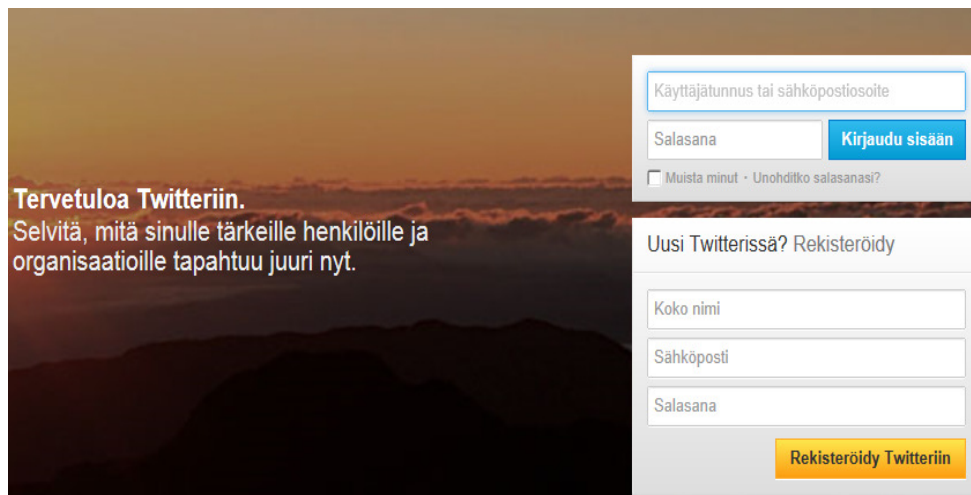 Tervetuloa Twitteriin.
Selvitä, mitä sinulle tärkeille henkilöille ja
organisaatioille tapahtuu juuri nyt.
Käyttäjätunnus tai sähköpostiosoite
Salasana
Kirjaudu sisään
Muista minut · Unohditko salasanasi?
Uusi Twitterissä? Rekisteröidy
Koko nimi
Sähköposti
Salasana
Rekisteröidy Twitteriin